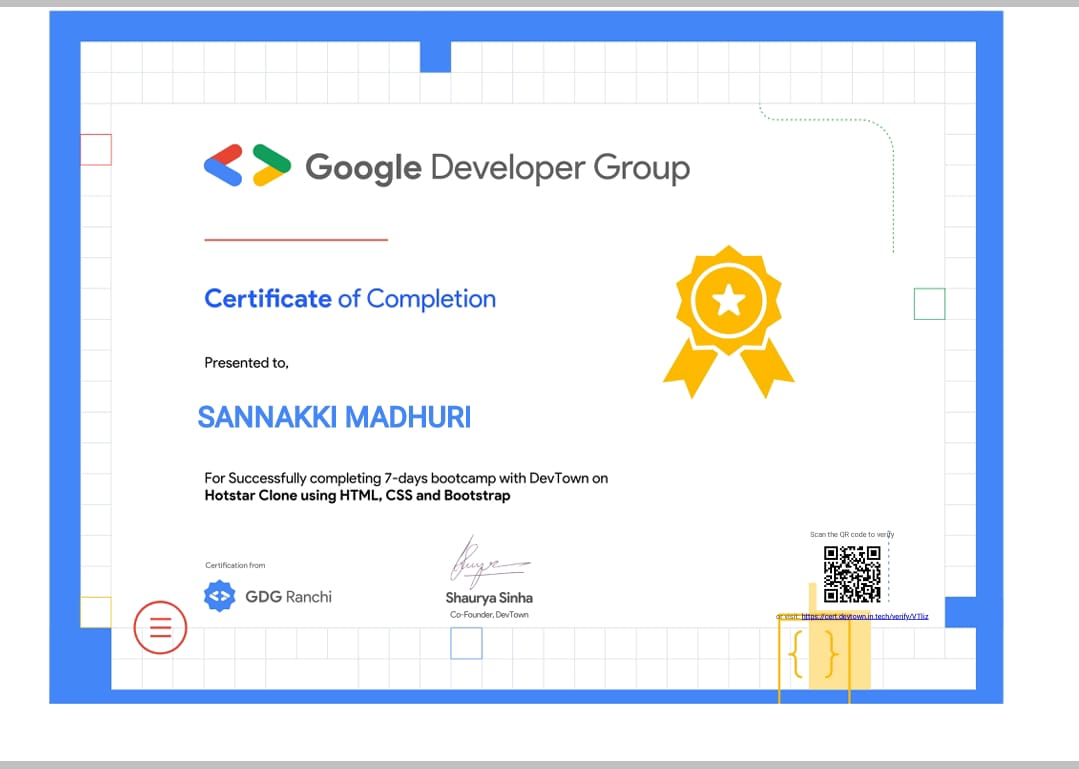 Google Developer Group
Certificate of Completion
Presented to,
SANNAKKI MADHURI
For Successfully completing 7-days bootcamp with DevTown on
Hotstar Clone using HTML, CSS and Bootstrap
Certification from
GDG Ranchi
Shaurya Sinha
Co-Founder, DevTown
Scan the QR code to verify
or visit: https://cert.devtown.in.tech/verify/
{ }